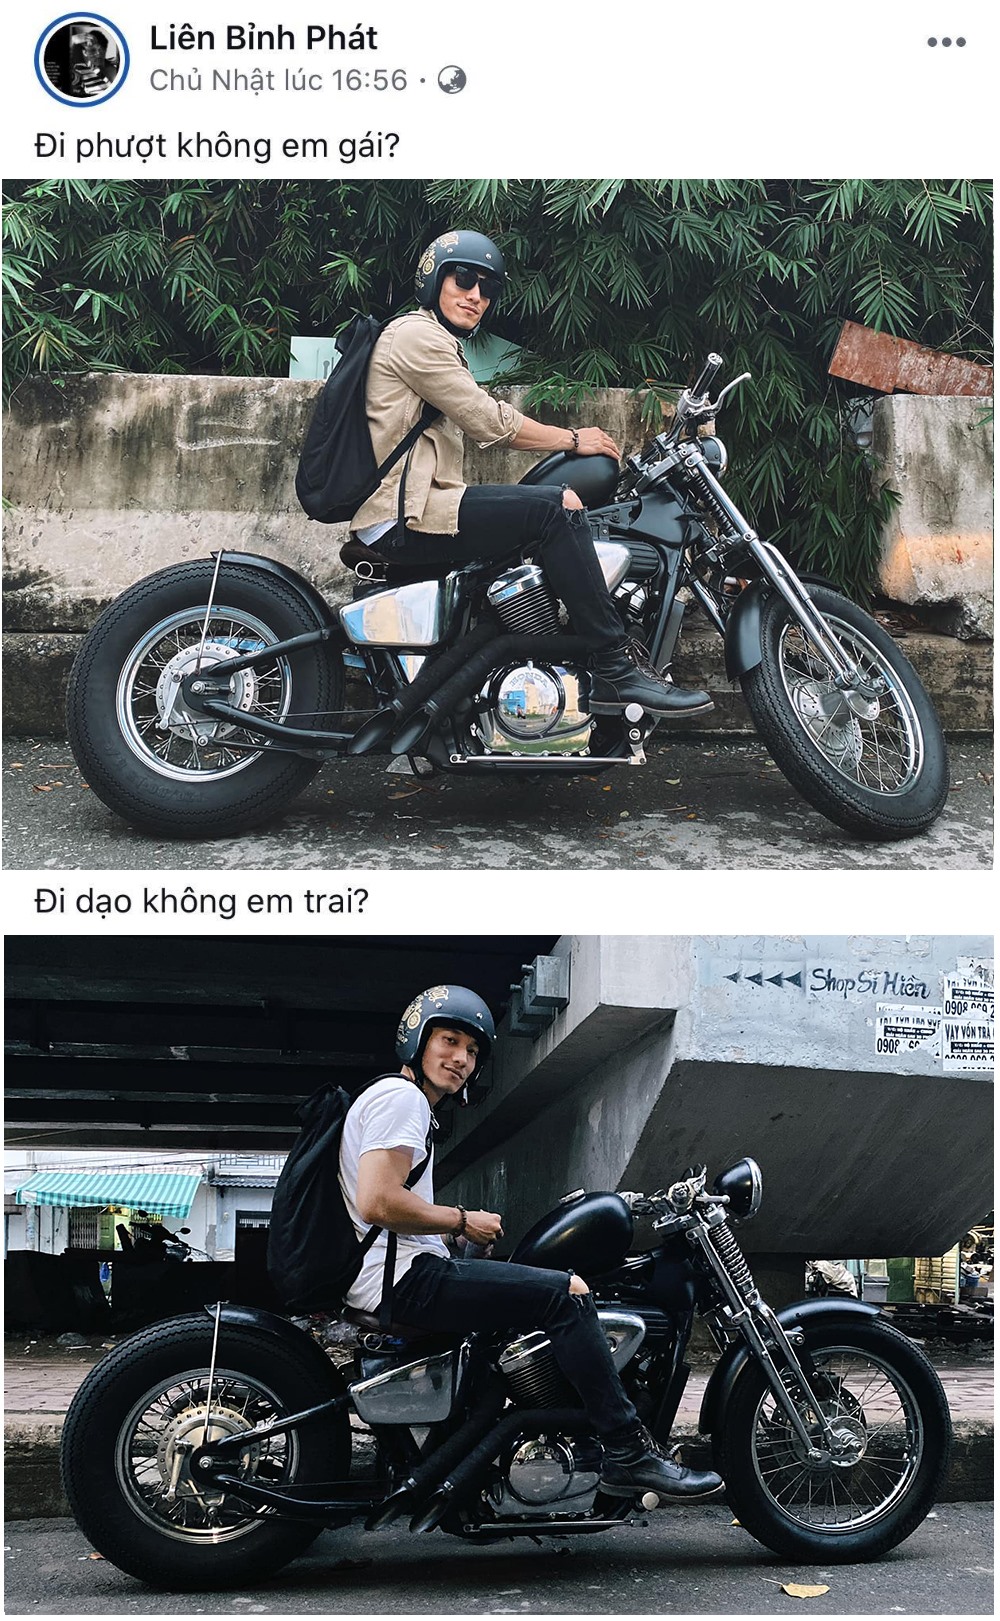 Liên Bỉnh Phát
Chủ Nhật lúc 16:56
Đi phượt không em gái?
HONDA
Đi dạo không em trai?
Shop Sĩ Hiền
0908
0908
VAY VỐN TRẢ